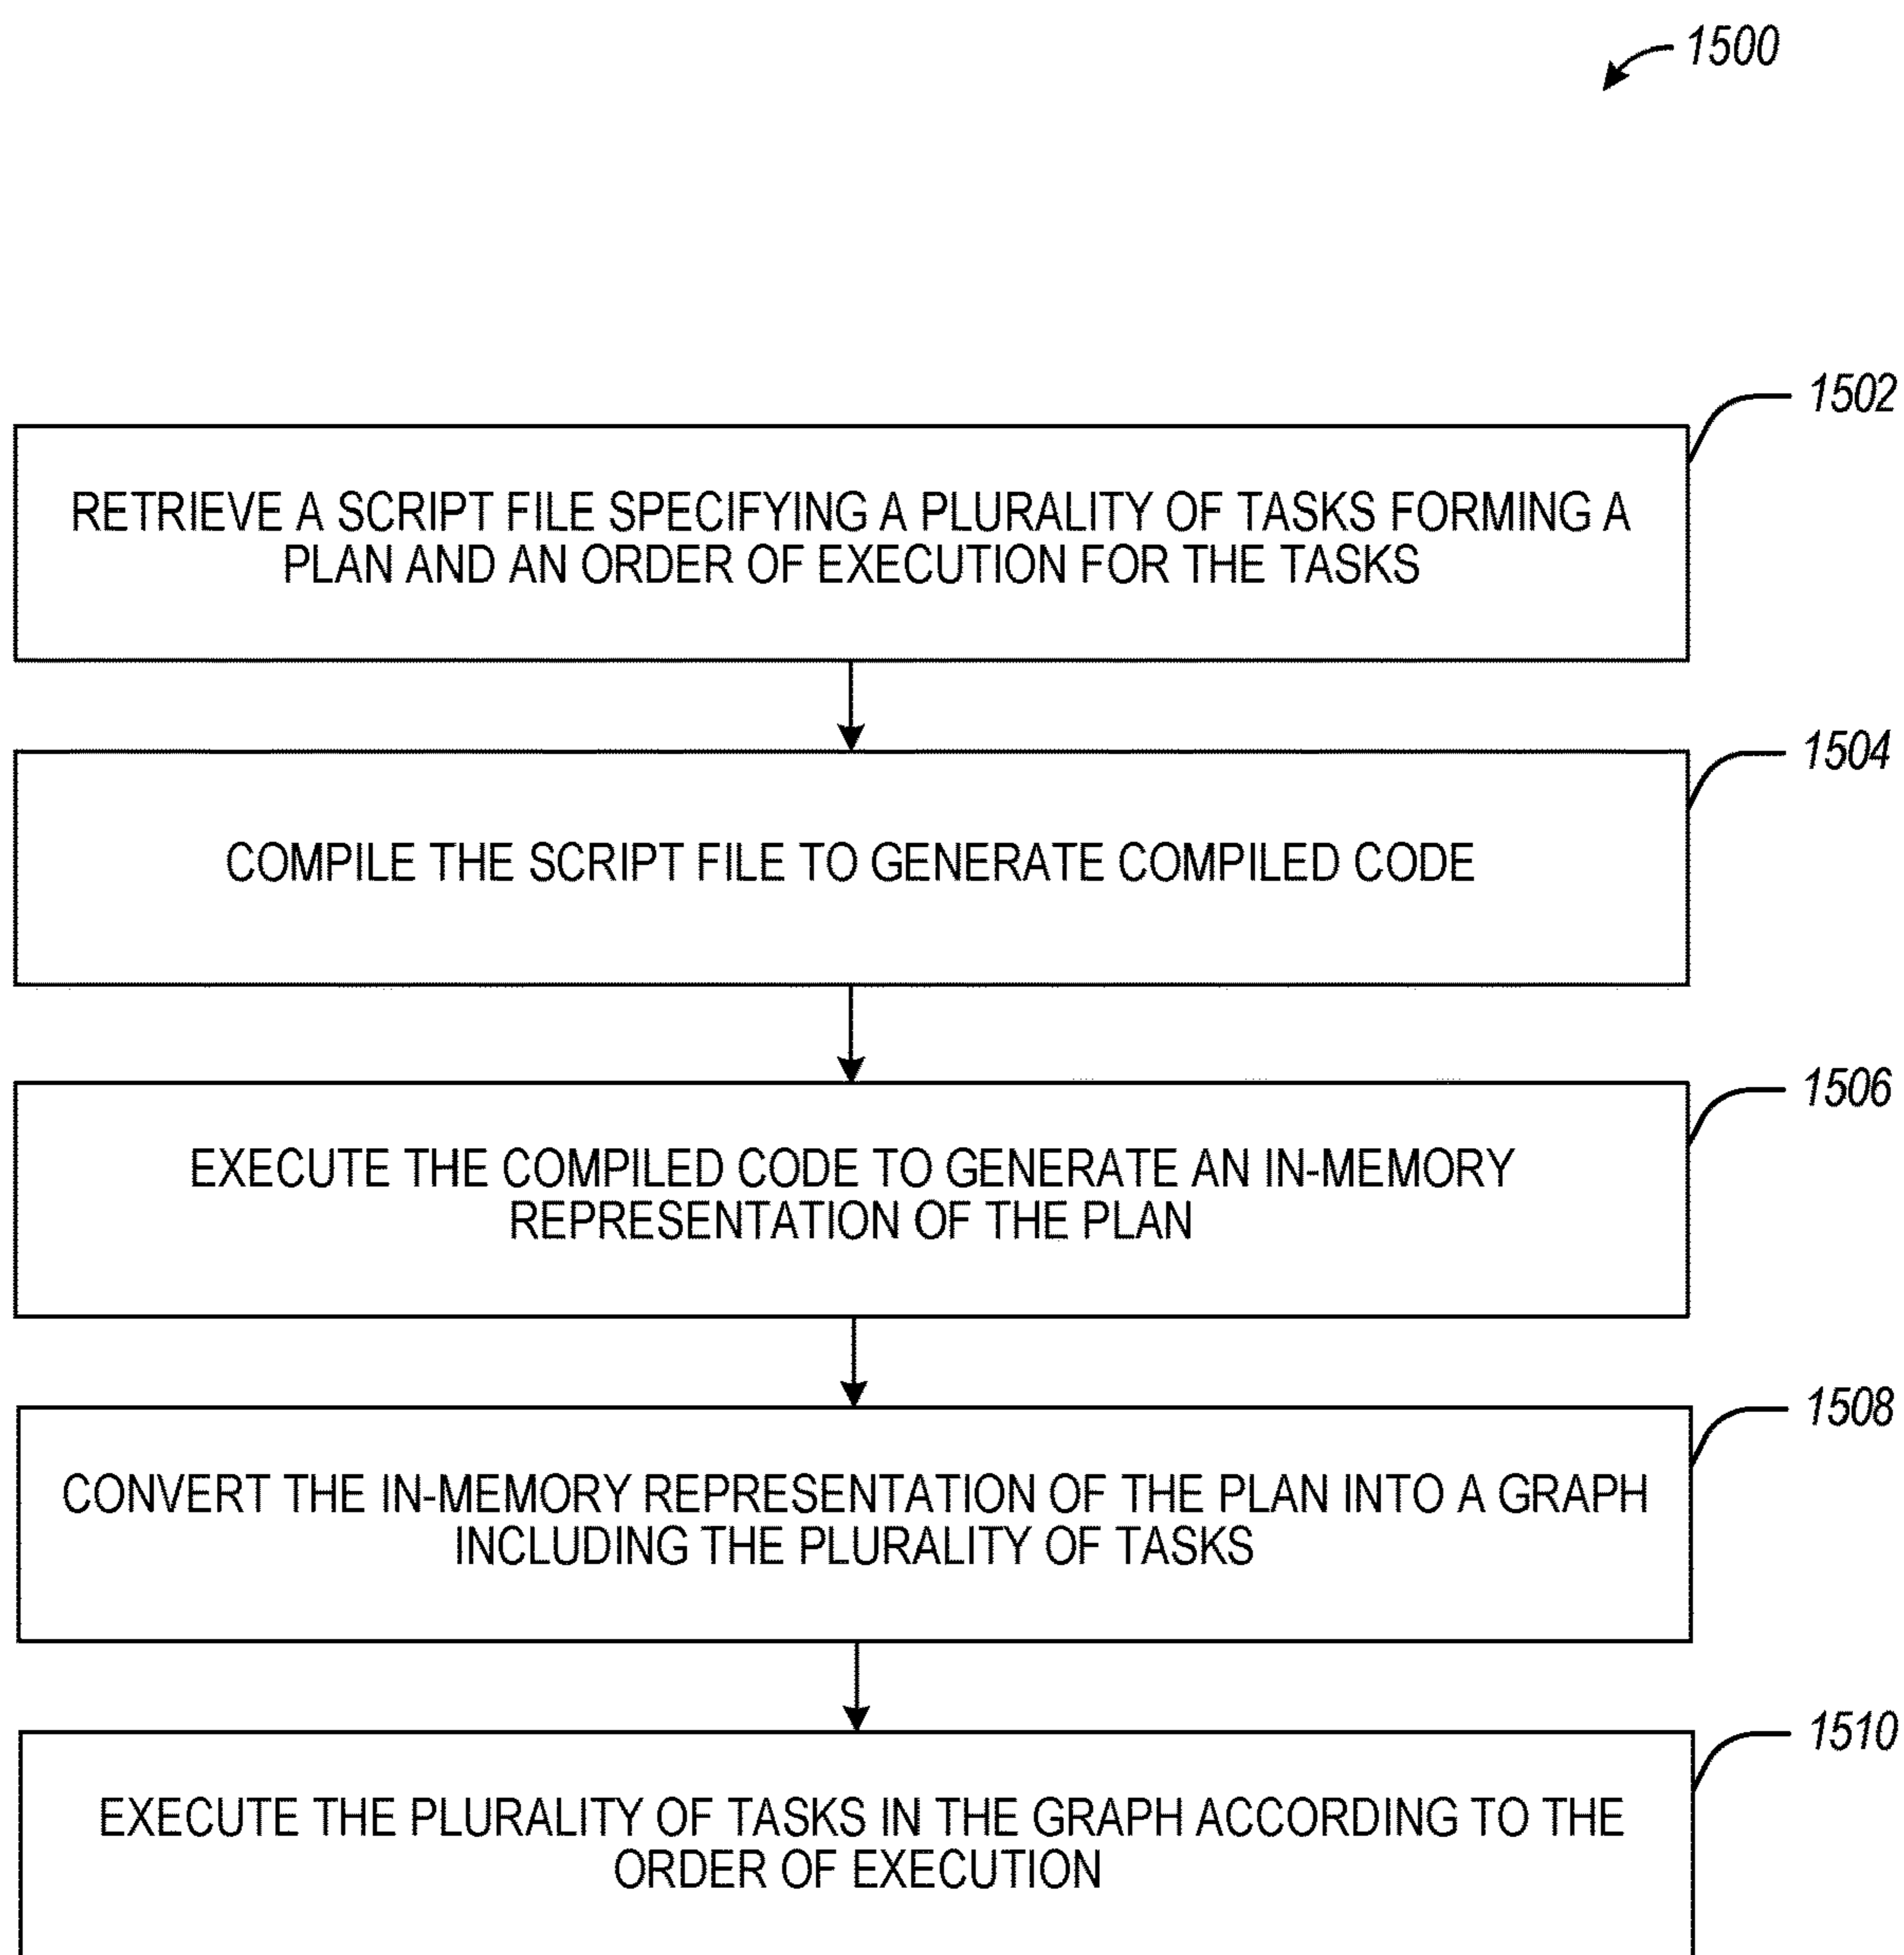 1500
1502
RETRIEVE A SCRIPT FILE SPECIFYING A PLURALITY OF TASKS FORMING A
PLAN AND AN ORDER OF EXECUTION FOR THE TASKS
1504
COMPILE THE SCRIPT FILE TO GENERATE COMPILED CODE
1506
EXECUTE THE COMPILED CODE TO GENERATE AN IN-MEMORY
REPRESENTATION OF THE PLAN
1508
CONVERT THE IN-MEMORY REPRESENTATION OF THE PLAN INTO A GRAPH
INCLUDING THE PLURALITY OF TASKS
1510
EXECUTE THE PLURALITY OF TASKS IN THE GRAPH ACCORDING TO THE
ORDER OF EXECUTION